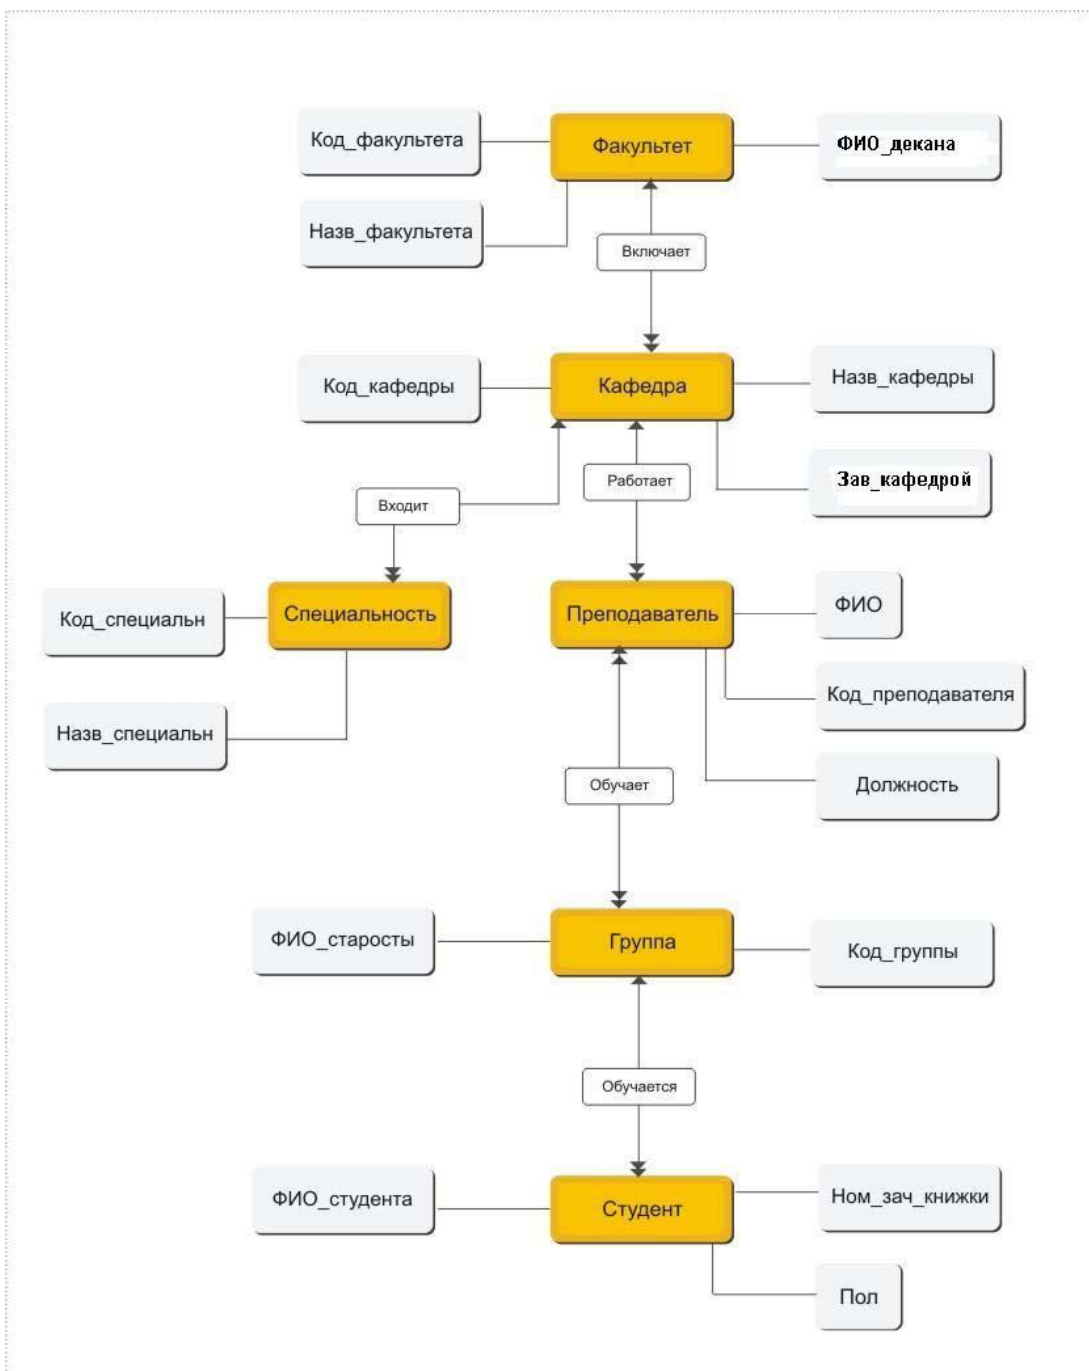 Код_факультета
Факультет
ФИО_декана
Назв_факультета
Включает
Код_кафедры
Кафедра
Назв_кафедры
Зав_кафедрой
Работает
Входит
Код_специальн
Специальность
Преподаватель
ФИО
Код_преподавателя
Назв_специальн
Обучает
Должность
ФИО_старосты
Группа
Код_группы
Обучается
ФИО_студента
Студент
Ном_зач_книжки
Пол